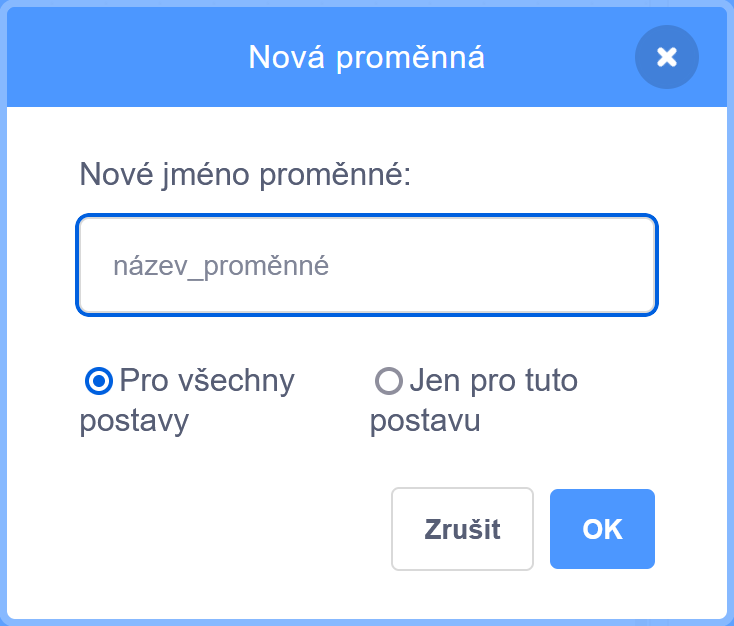 Nová proměnná
Nové jméno proměnné:
název_proměnné
Pro všechny
postavy
Jen pro tuto
postavu
Zrušit
OK